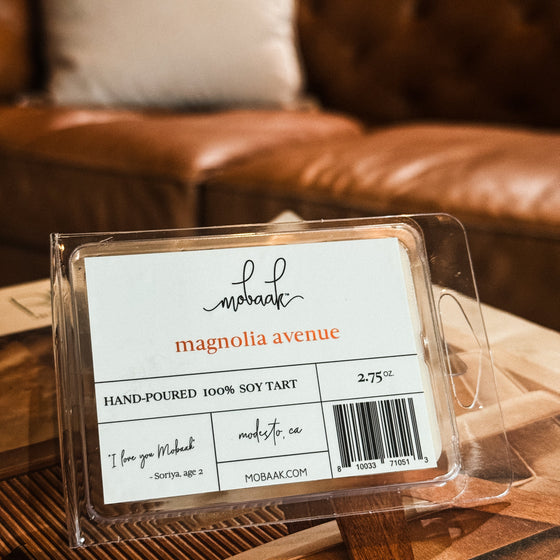 mobaak™
magnolia avenue
HAND-POURED 100% SOY TART
2.75 OZ.
"I love you Mobaak"
- Soriya, age 2
modesto, ca
MOBAAK.COM
8 10033 71051 3